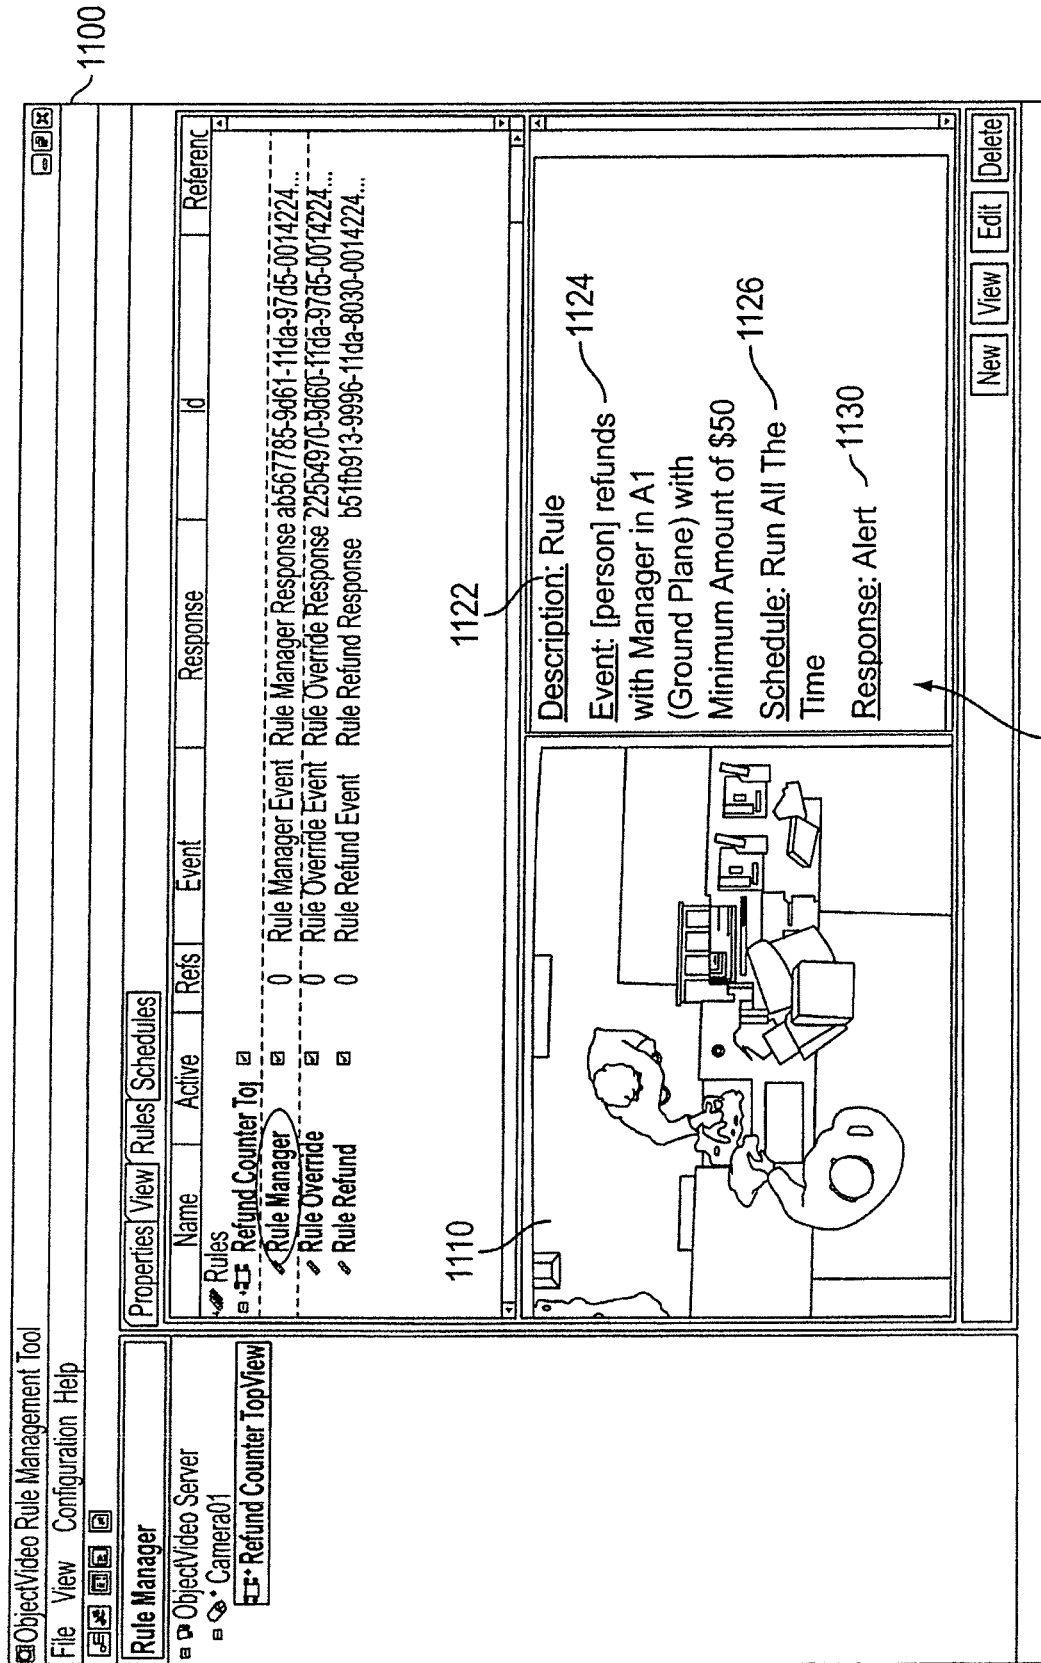 ObjectVideo Rule Management Tool
1100
File View Configuration Help
Rule Manager
ObjectVideo Server
Camera01
Refund Counter TopView
Properties View Rules Schedules
Name Active Refs Event Response Id Referenc
Rules
Refund Counter Top
Rule Manager 0 Rule Manager Event Rule Manager Response ab567785-9d61-11da-97d5-0014224...
Rule Override 0 Rule Override Event Rule Override Response 225b4970-9d60-11da-97d5-0014224...
Rule Refund 0 Rule Refund Event Rule Refund Response b51fb913-9996-11da-8030-0014224...
1110
1122
Description: Rule
Event: [person] refunds 1124
with Manager in A1
(Ground Plane) with
Minimum Amount of $50
Schedule: Run All The 1126
Time
Response: Alert 1130
New View Edit Delete